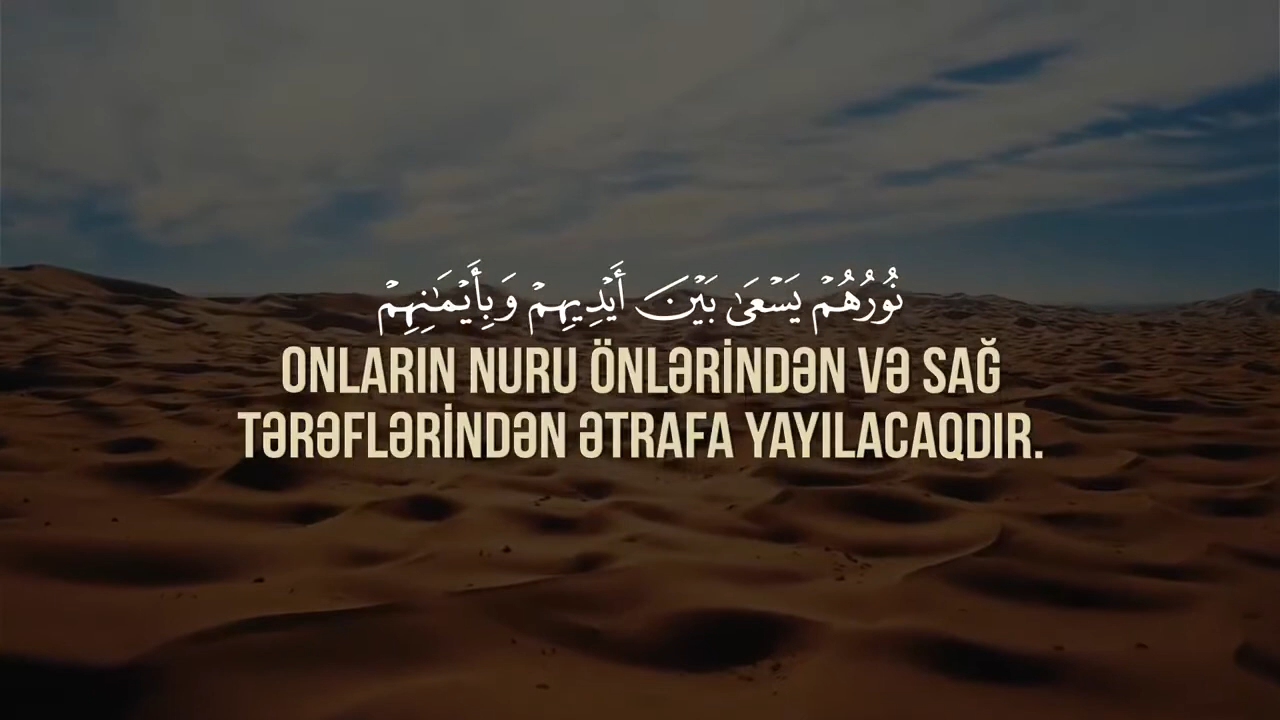 نُورُهُمْ يَسْعَىٰ بَيْنَ أَيْدِيهِمْ وَبِأَيْمَـٰنِهِمْ
ONLARIN NURU ÖNLƏRİNDƏN VƏ SAĞ
TƏRƏFLƏRİNDƏN ƏTRAFA YAYILACAQDIR.